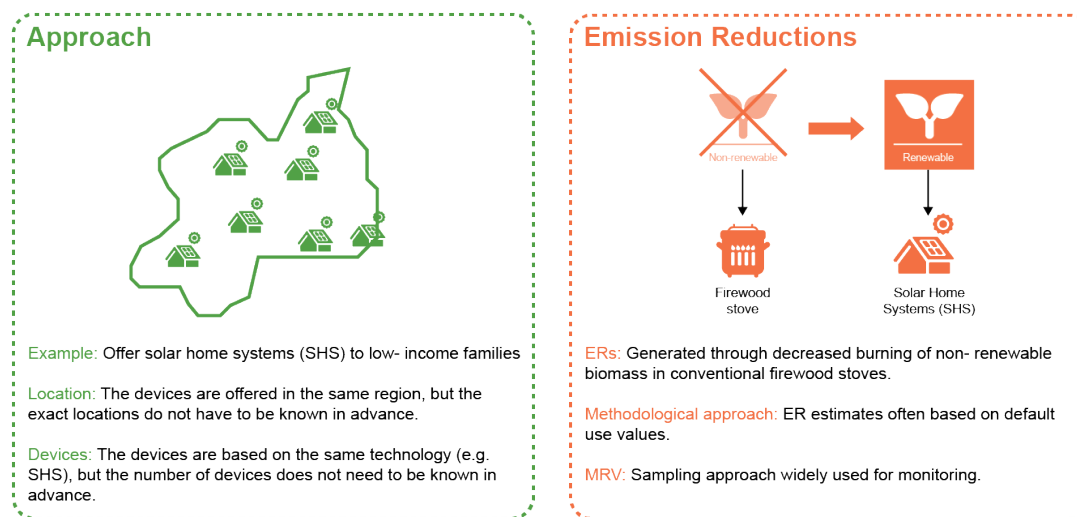 Approach
Example: Offer solar home systems (SHS) to low- income families
Location: The devices are offered in the same region, but the
exact locations do not have to be known in advance.
Devices: The devices are based on the same technology (e.g.
SHS), but the number of devices does not need to be known in
advance.
Emission Reductions
Non-renewable
Renewable
Firewood
stove
Solar Home
Systems (SHS)
ERs: Generated through decreased burning of non- renewable
biomass in conventional firewood stoves.
Methodological approach: ER estimates often based on default
use values.
MRV: Sampling approach widely used for monitoring.